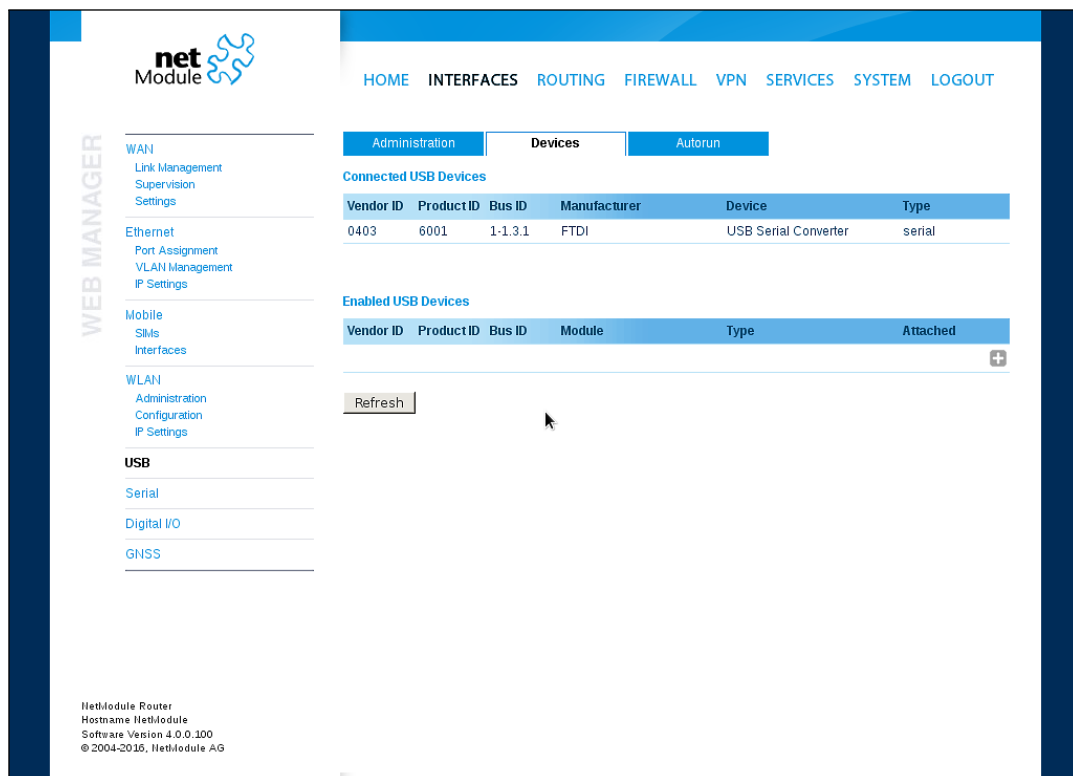 net
Module
HOME INTERFACES ROUTING FIREWALL VPN SERVICES SYSTEM LOGOUT
WEB MANAGER
WAN
Link Management
Supervision
Settings
Ethernet
Port Assignment
VLAN Management
IP Settings
Mobile
SIMs
Interfaces
WLAN
Administration
Configuration
IP Settings
USB
Serial
Digital I/O
GNSS
Administration Devices Autorun
Connected USB Devices
Vendor ID Product ID Bus ID Manufacturer Device Type
0403 6001 1-1.3.1 FTDI USB Serial Converter serial
Enabled USB Devices
Vendor ID Product ID Bus ID Module Type Attached
Refresh
NetModule Router
Hostname NetModule
Software Version 4.0.0.100
© 2004-2016, NetModule AG